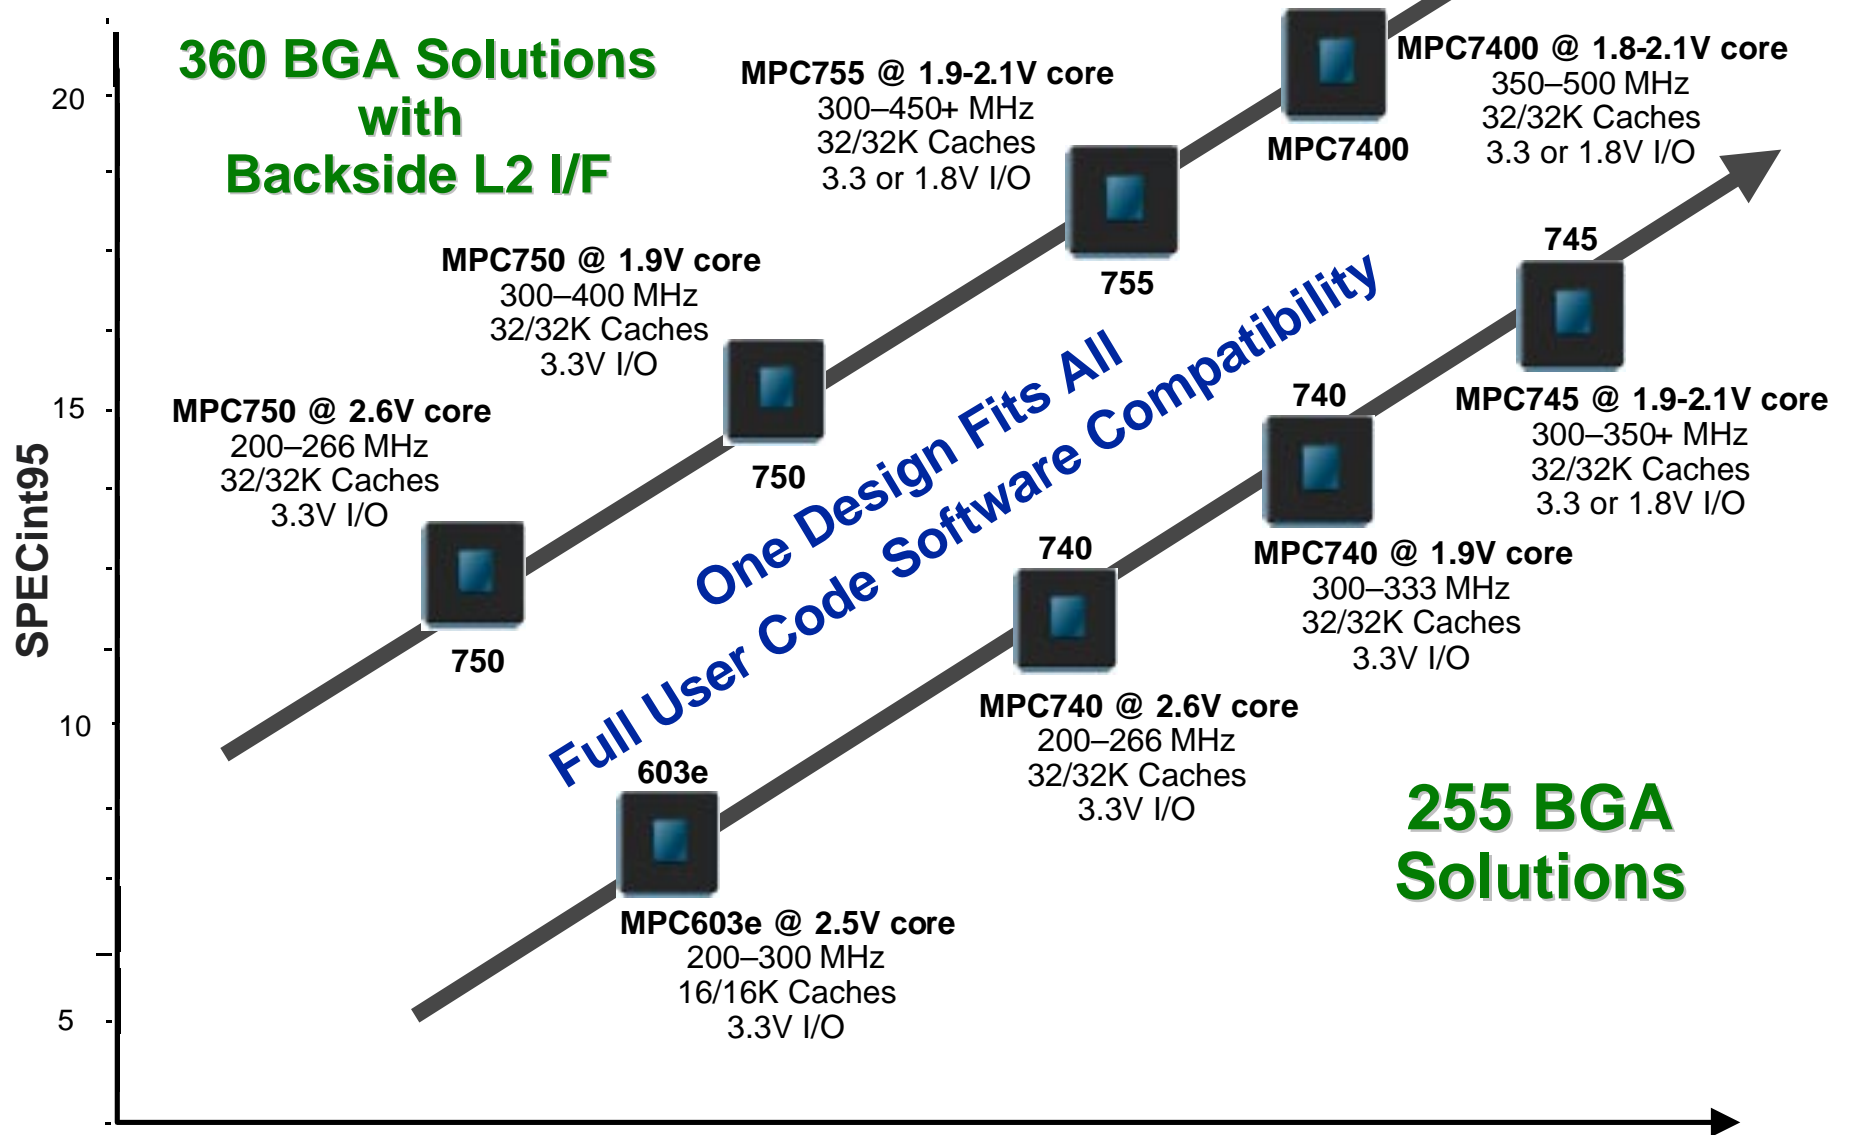 360 BGA Solutions
with
Backside L2 I/F
MPC755 @ 1.9-2.1V core
300–450+ MHz
32/32K Caches
3.3 or 1.8V I/O
755
MPC7400 @ 1.8-2.1V core
350–500 MHz
32/32K Caches
3.3 or 1.8V I/O
MPC7400
MPC750 @ 1.9V core
300–400 MHz
32/32K Caches
3.3V I/O
750
MPC750 @ 2.6V core
200–266 MHz
32/32K Caches
3.3V I/O
750
One Design Fits All
Full User Code Software Compatibility
745
MPC745 @ 1.9-2.1V core
300–350+ MHz
32/32K Caches
3.3 or 1.8V I/O
740
MPC740 @ 1.9V core
300–333 MHz
32/32K Caches
3.3V I/O
740
MPC740 @ 2.6V core
200–266 MHz
32/32K Caches
3.3V I/O
603e
MPC603e @ 2.5V core
200–300 MHz
16/16K Caches
3.3V I/O
255 BGA
Solutions
SPECint95
20
15
10
5